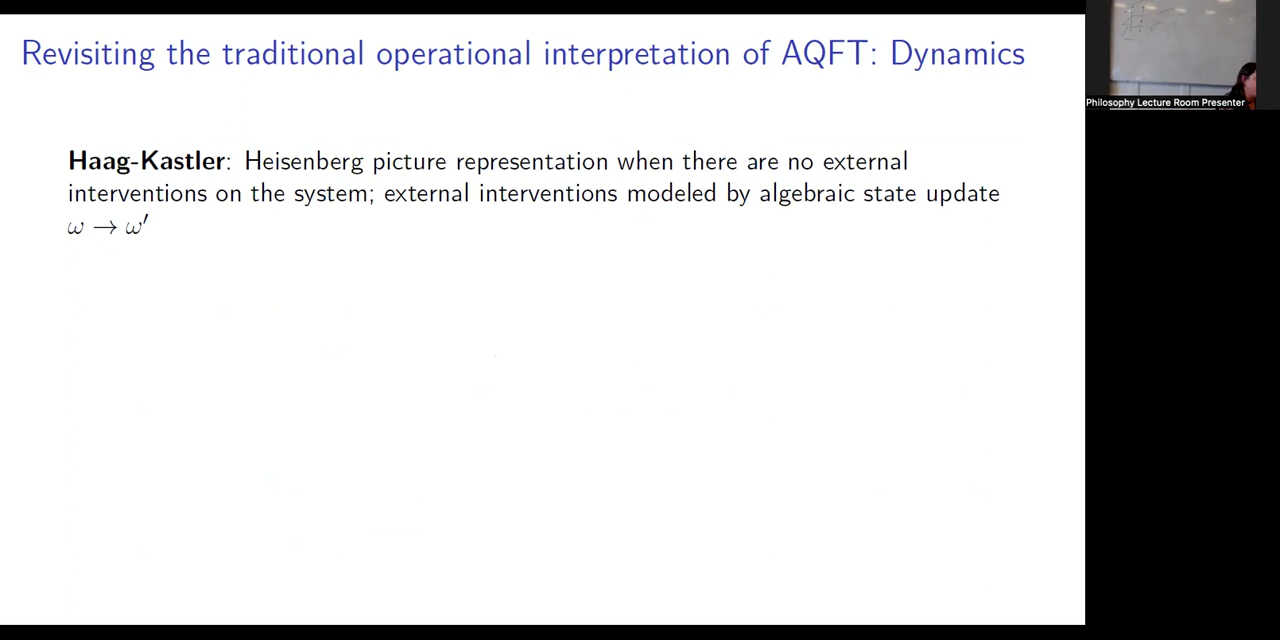 Revisiting the traditional operational interpretation of AQFT: Dynamics
Haag-Kastler: Heisenberg picture representation when there are no external
interventions on the system; external interventions modeled by algebraic state update
ω → ω′
Philosophy Lecture Room Presenter